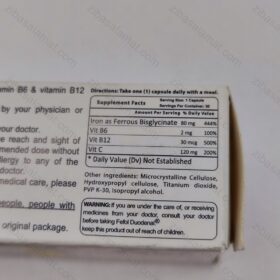 tamin B6 & vitamin B12
by your physician or
your doctor.
re reach and sight of
mended dose without
allergy to any of the
medical care, please
eople, people with
original package.
Directions: Take one (1) capsule daily with a meal.
Supplement Facts
Serving Size: 1 Capsule
Servings Per Container: 30
Amount Per Serving % Daily Value
Iron as Ferrous Bisglycinate 80 mg 444%
Vit B6 2 mg 100%
Vit B12 30 mcg 500%
Vit C 120 mg 200%
* Daily Value (Dv) Not Established
Other ingredients: Microcrystalline Cellulose,
Hydroxypropyl cellulose, Titanium dioxide,
PVP K-30, Isopropyl alcohol.
WARNING: If you are under the care of, or receiving
medicines from your doctor, consult your doctor
before taking Fefol Duodenal®
keep this product out of reach of children.